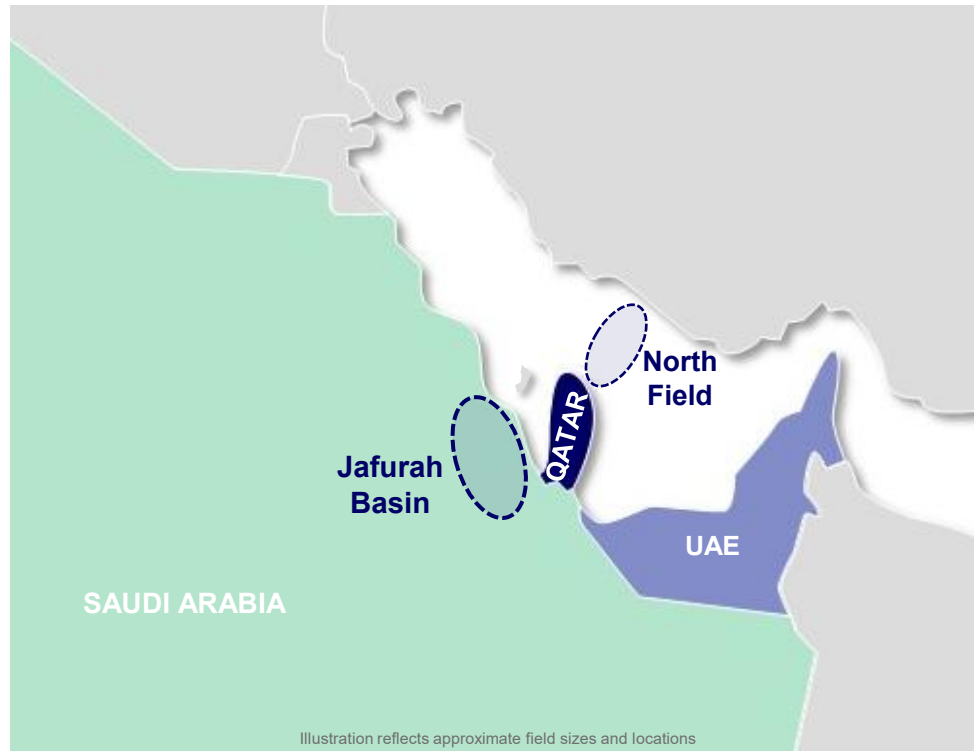 North
Field
QATAR
Jafurah
Basin
UAE
SAUDI ARABIA
Illustration reflects approximate field sizes and locations